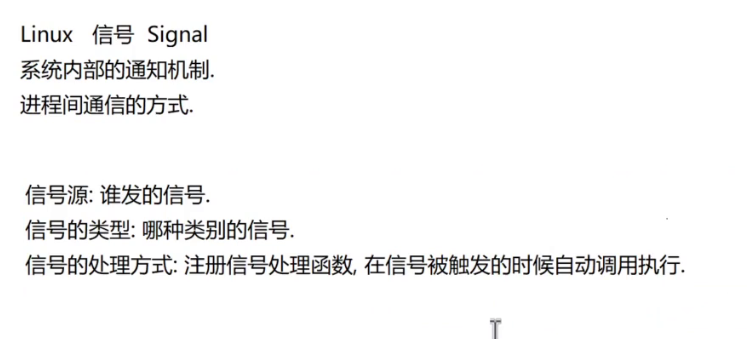 Linux 信号 Signal
系统内部的通知机制.
进程间通信的方式.
信号源: 谁发的信号.
信号的类型: 哪种类别的信号.
信号的处理方式: 注册信号处理函数, 在信号被触发的时候自动调用执行.